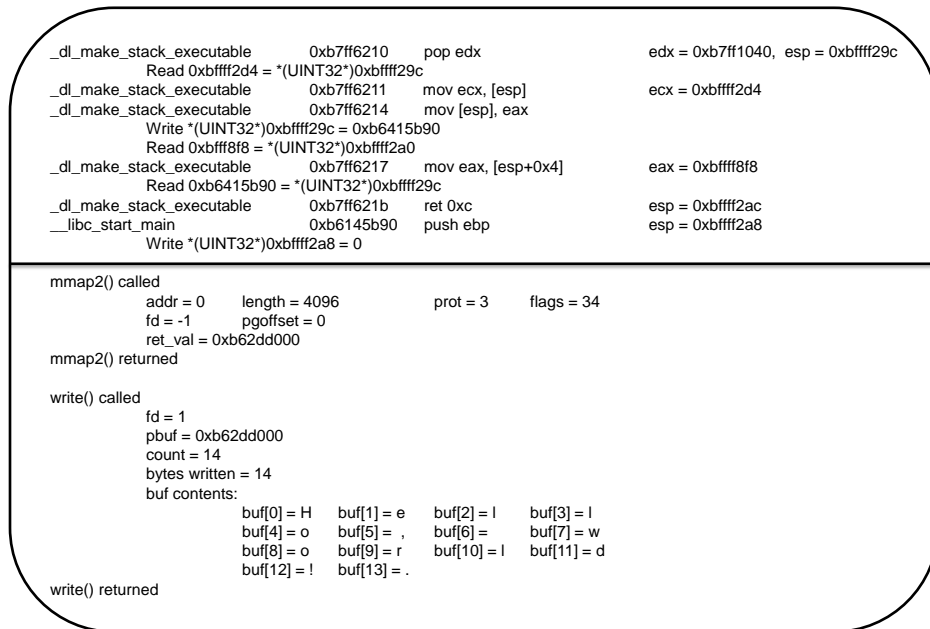 _dl_make_stack_executable 0xb7ff6210 pop edx edx = 0xb7ff1040, esp = 0xbffff29c
Read 0xbffff2d4 = *(UINT32*)0xbffff29c
_dl_make_stack_executable 0xb7ff6211 mov ecx, [esp] ecx = 0xbffff2d4
_dl_make_stack_executable 0xb7ff6214 mov [esp], eax
Write *(UINT32*)0xbffff29c = 0xb6415b90
Read 0xbfff8f8 = *(UINT32*)0xbffff2a0
_dl_make_stack_executable 0xb7ff6217 mov eax, [esp+0x4] eax = 0xbffff8f8
Read 0xb6415b90 = *(UINT32*)0xbffff29c
_dl_make_stack_executable 0xb7ff621b ret 0xc esp = 0xbffff2ac
__libc_start_main 0xb6145b90 push ebp esp = 0xbffff2a8
Write *(UINT32*)0xbffff2a8 = 0
mmap2() called
addr = 0 length = 4096 prot = 3 flags = 34
fd = -1 pgoffset = 0
ret_val = 0xb62dd000
mmap2() returned
write() called
fd = 1
pbuf = 0xb62dd000
count = 14
bytes written = 14
buf contents:
buf[0] = H buf[1] = e buf[2] = l buf[3] = l
buf[4] = o buf[5] = , buf[6] = buf[7] = w
buf[8] = o buf[9] = r buf[10] = l buf[11] = d
buf[12] = ! buf[13] = .
write() returned